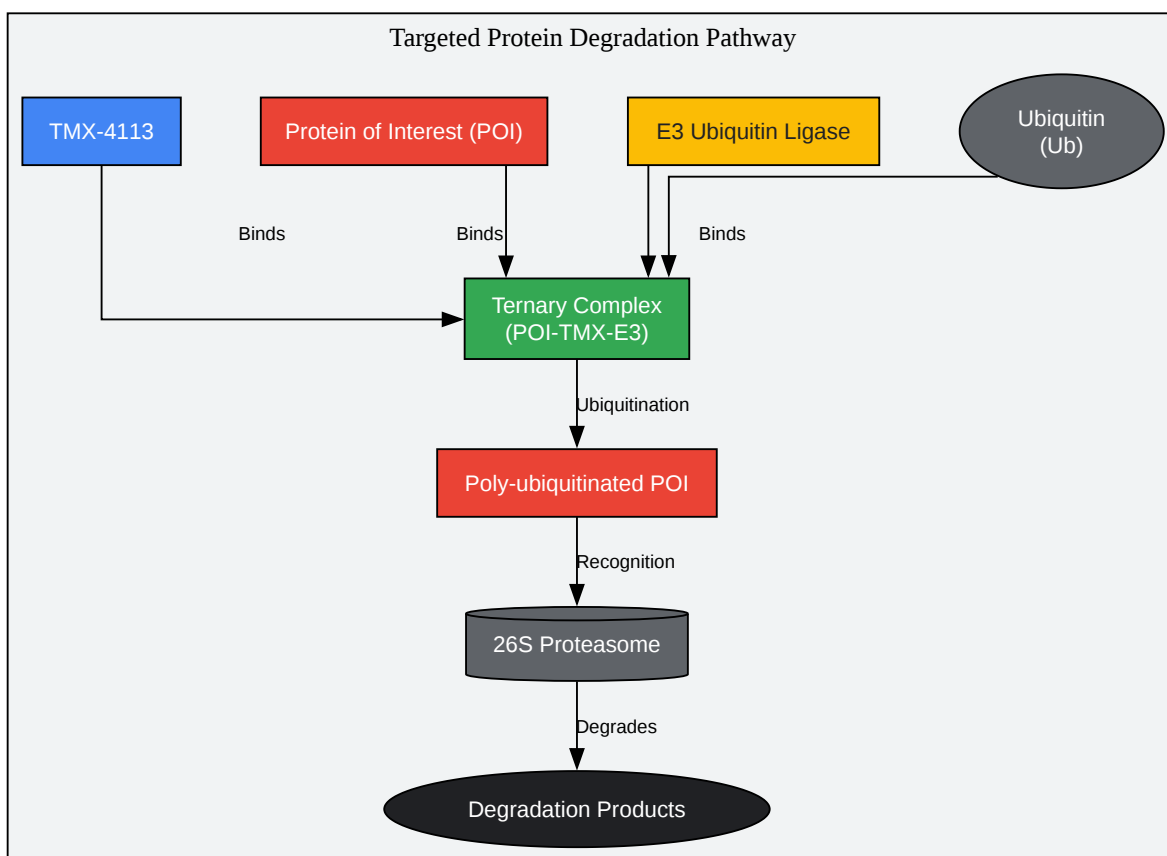 Targeted Protein Degradation Pathway
TMX-4113
Protein of Interest (POI)
E3 Ubiquitin Ligase
Ubiquitin
(Ub)
Binds
Binds
Binds
Ternary Complex
(POI-TMX-E3)
Ubiquitination
Poly-ubiquitinated POI
Recognition
26S Proteasome
Degrades
Degradation Products